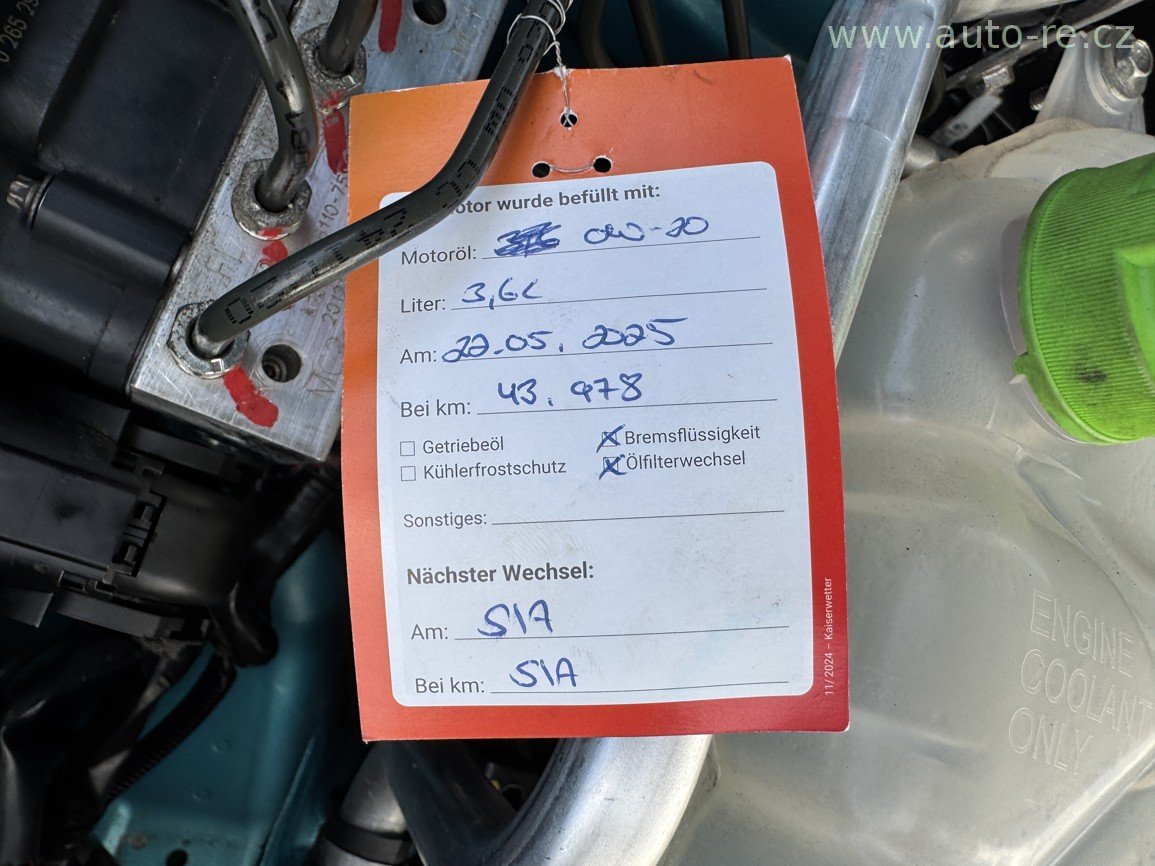 www.auto-re.cz
otor wurde befüllt mit:
Motoröl: 0W-20
Liter: 3,6L
Am: 22.05.2025
Bei km: 43.978
Getriebeöl
Bremsflüssigkeit
Kühlerfrostschutz
Ölfilterwechsel
Sonstiges:
Nächster Wechsel:
Am: SIA
Bei km: SIA
11/2024 – Kaiserwetter
ENGINE
COOLANT
ONLY